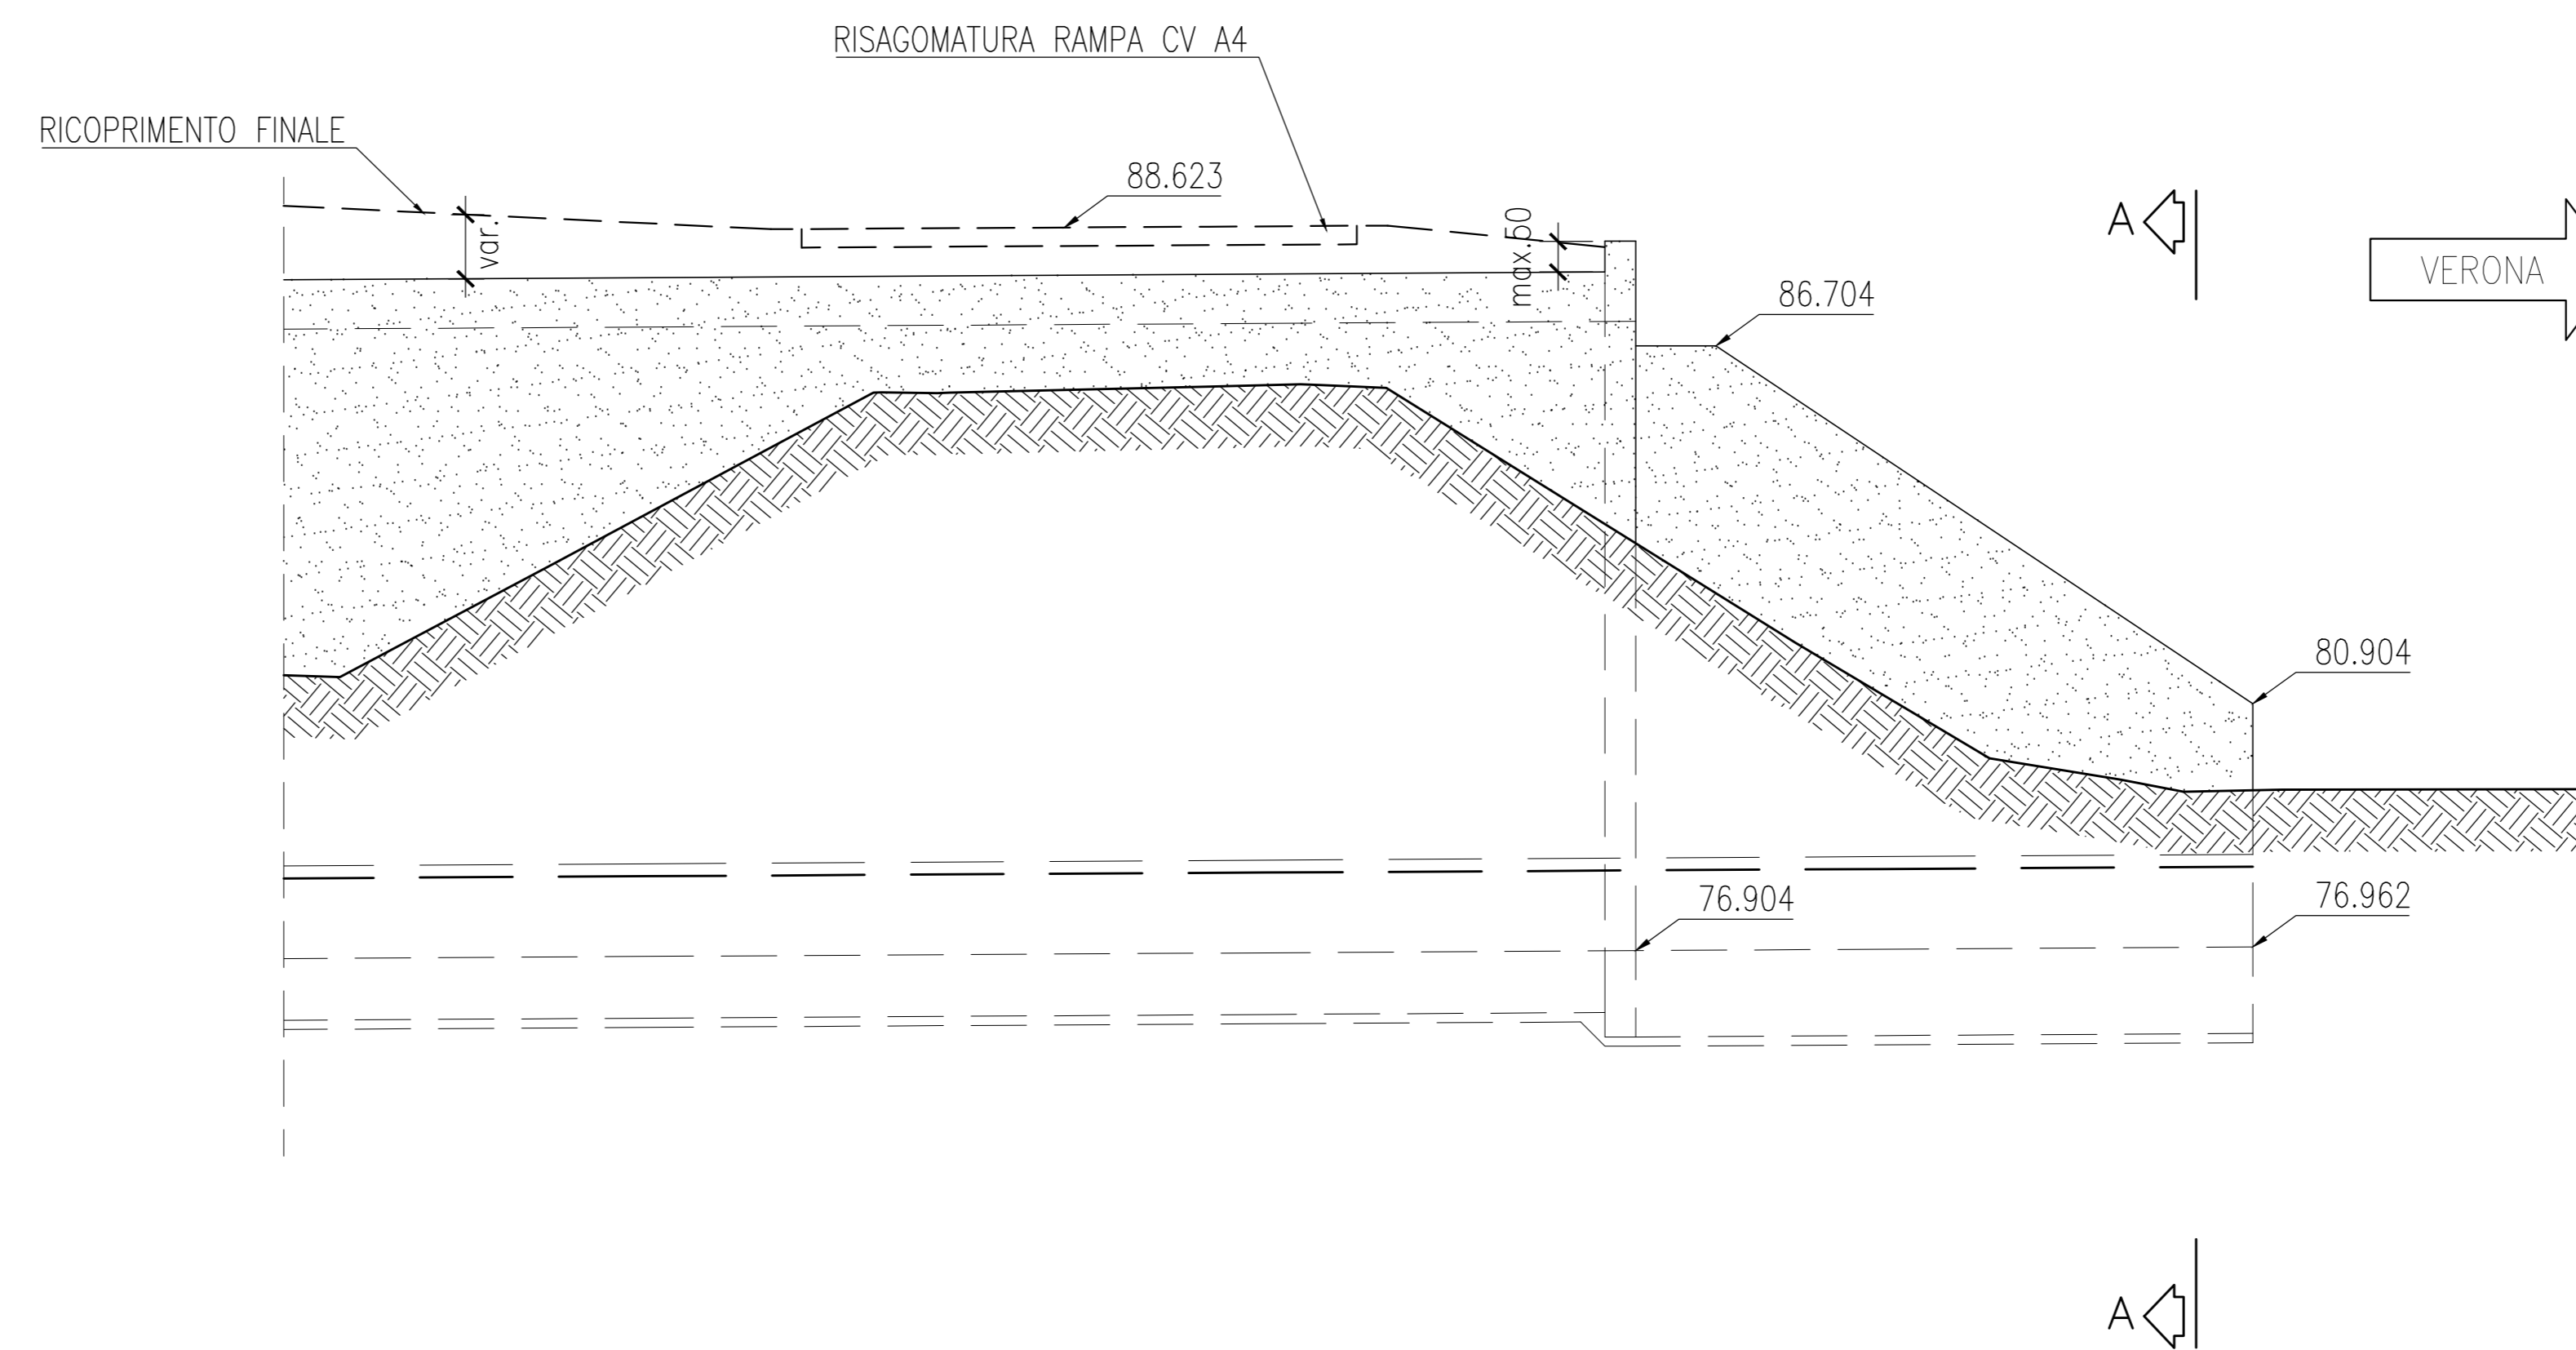 RISAGOMATURA RAMPA CV A4
RICOPRIMENTO FINALE
88.623
var.
max.50
A
VERONA
86.704
80.904
76.904
76.962
A